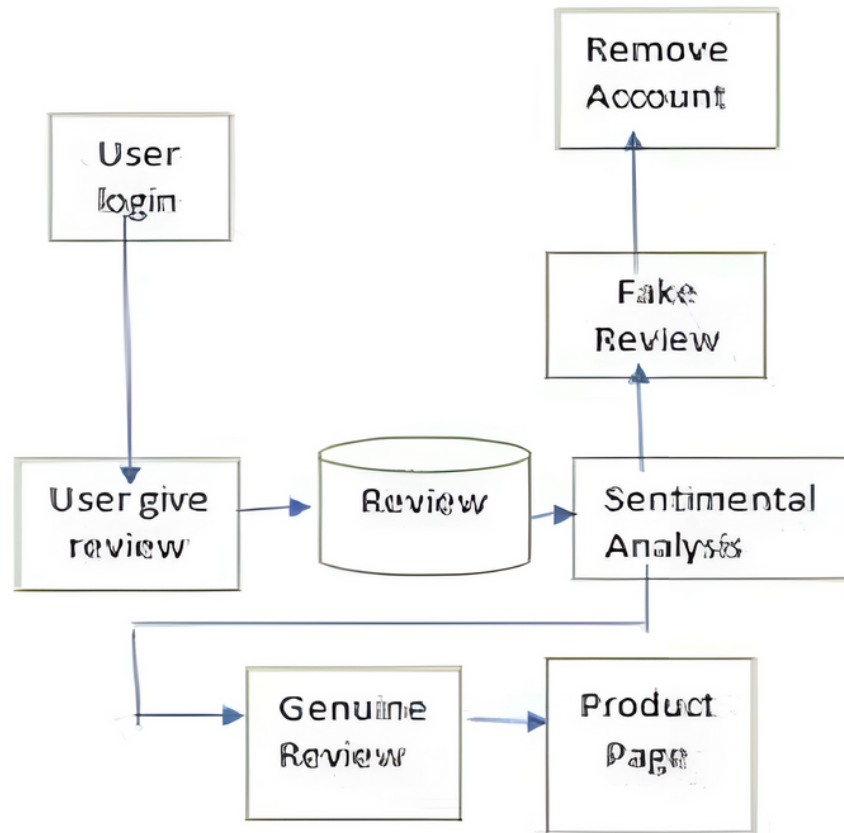 Remove
Account
User
login
Fake
Review
User give
review
Review
Sentimental
Analysis
Genuine
Review
Product
Page